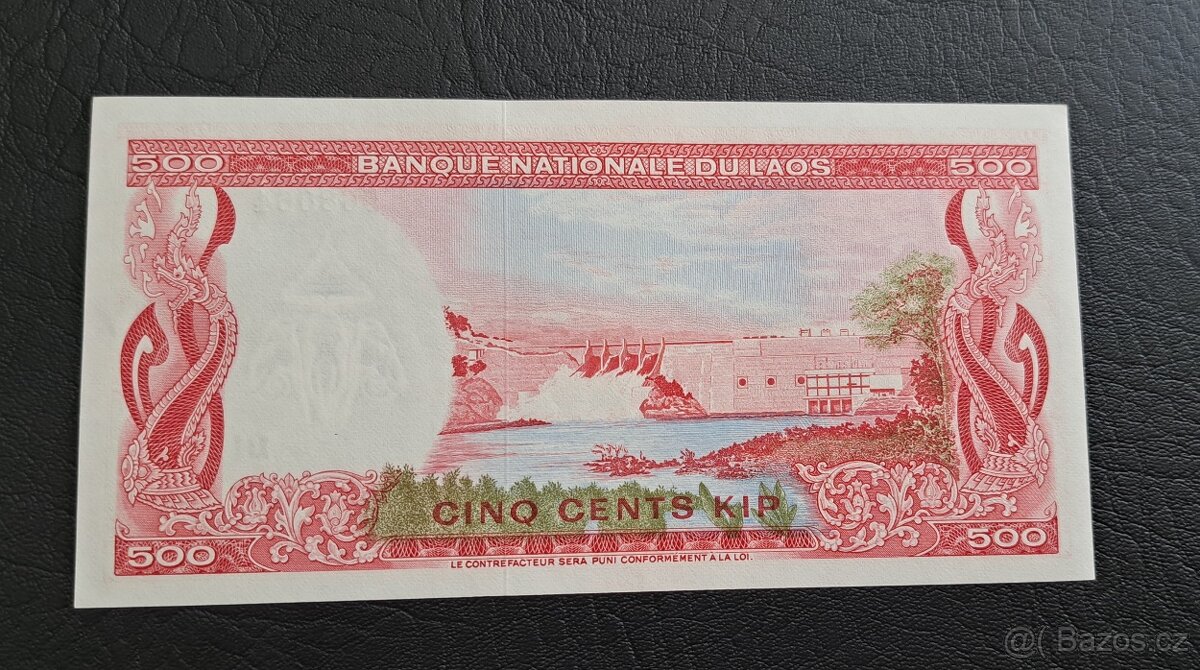 500 BANQUE NATIONALE DU LAOS 500
CINQ CENTS KIP
500 500
LE CONTREFACTEUR SERA PUNI CONFORMEMENT A LA LOI.
@( Bazos.cz